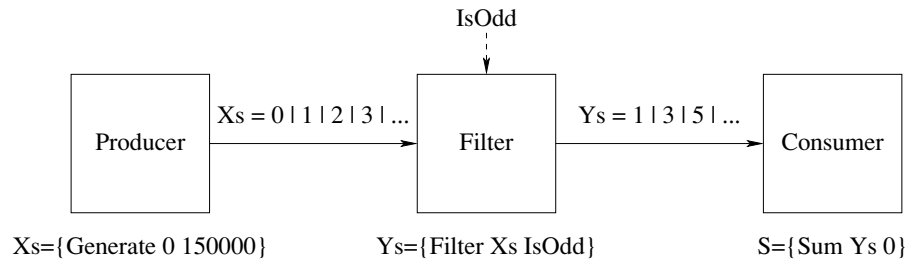 IsOdd
Xs = 0 | 1 | 2 | 3 | ...
Ys = 1 | 3 | 5 | ...
Producer
Filter
Consumer
Xs={Generate 0 150000}
Ys={Filter Xs IsOdd}
S={Sum Ys 0}